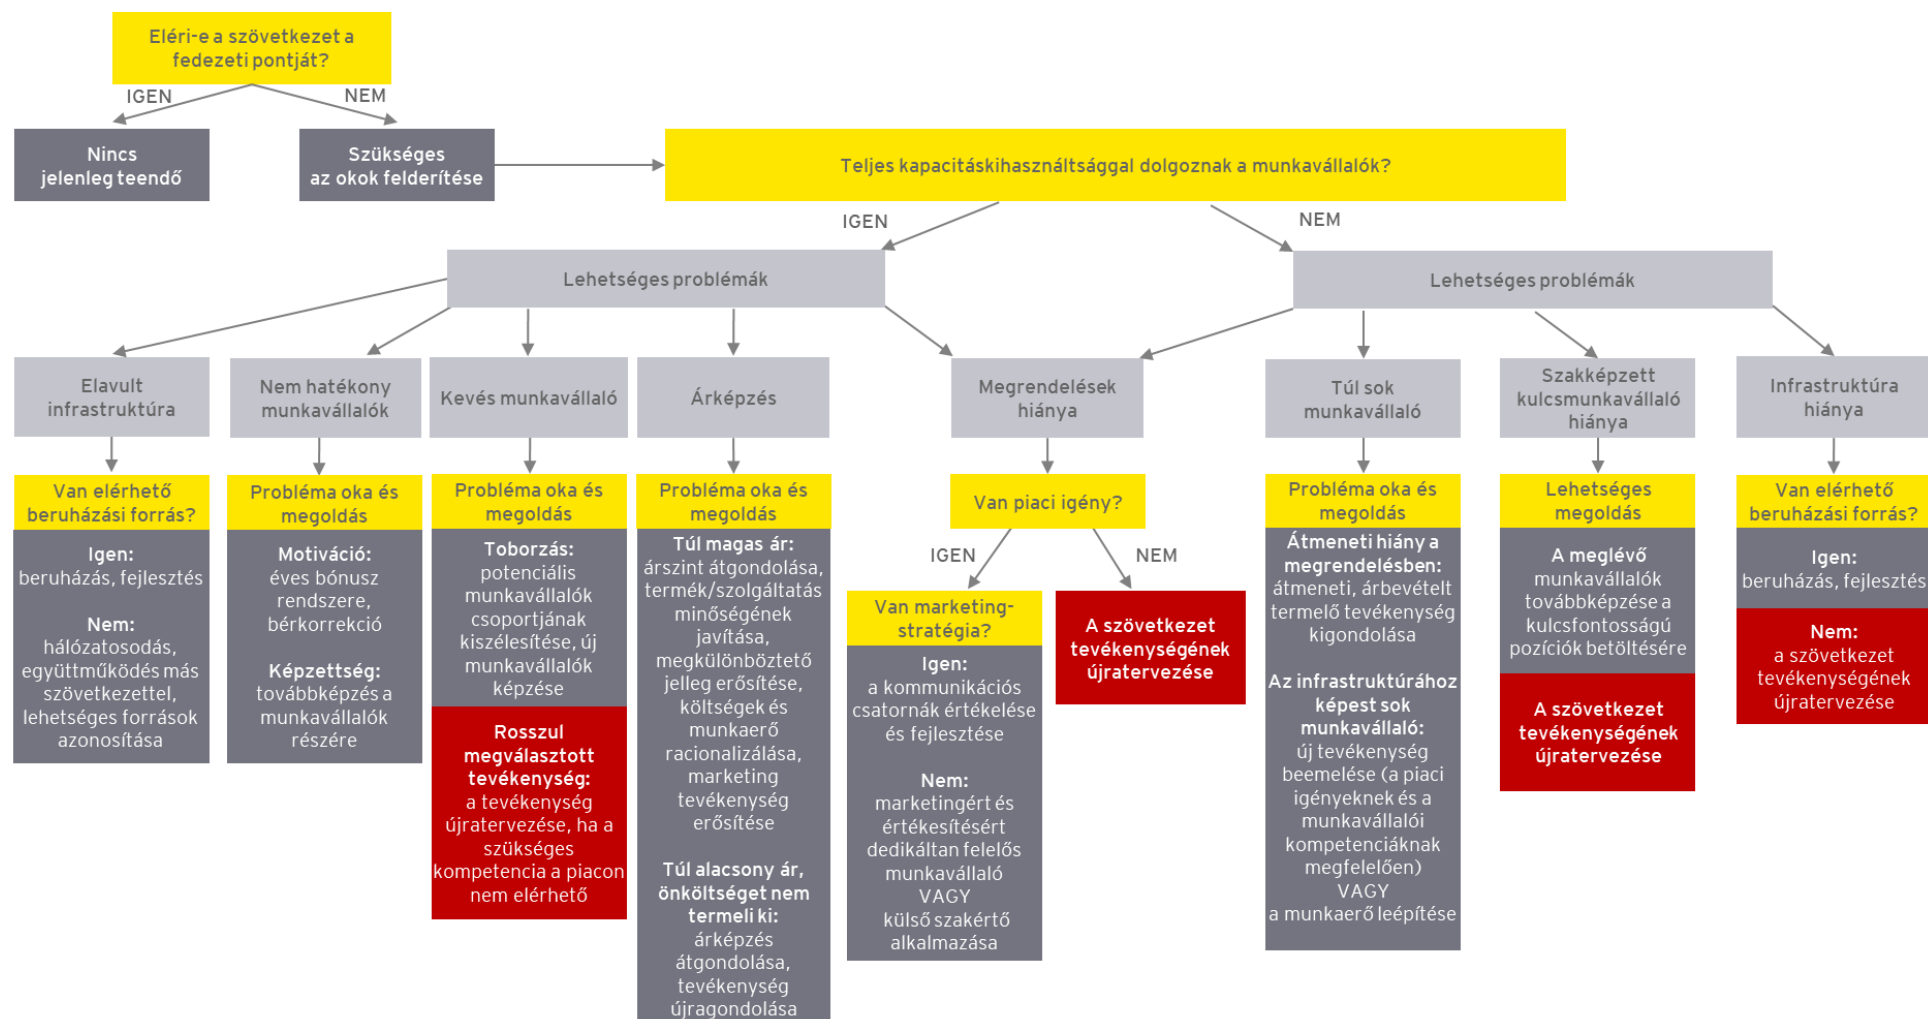 Eléri-e a szövetkezet a
fedezeti pontját?
IGEN
NEM
Nincs
jelenleg teendő
Szükséges
az okok felderítése
Teljes kapacitáskihasználtsággal dolgoznak a munkavállalók?
IGEN
NEM
Lehetséges problémák
Lehetséges problémák
Elavult
infrastruktúra
Nem hatékony
munkavállalók
Kevés munkavállaló
Árképzés
Megrendelések
hiánya
Túl sok
munkavállaló
Szakképzett
kulcsmunkavállaló
hiánya
Infrastruktúra
hiánya
Van elérhető
beruházási forrás?
Igen:
beruházás, fejlesztés
Nem:
hálózatosodás,
együttműködés más
szövetkezettel,
lehetséges források
azonosítása
Probléma oka és
megoldás
Motiváció:
éves bónusz
rendszere,
bérkorrekció
Képzettség:
továbbképzés a
munkavállalók
részére
Probléma oka és
megoldás
Toborzás:
potenciális
munkavállalók
csoportjának
kiszélesítése, új
munkavállalók
képzése
Rosszul
megválasztott
tevékenység:
a tevékenység
újratervezése, ha a
szükséges
kompetencia a piacon
nem elérhető
Probléma oka és
megoldás
Túl magas ár:
árszint átgondolása,
termék/szolgáltatás
minőségének
javítása,
megkülönböztető
jelleg erősítése,
költségek és
munkaerő
racionalizálása,
marketing
tevékenység
erősítése
Túl alacsony ár,
önköltséget nem
termeli ki:
árképzés
átgondolása,
tevékenység
újragondolása
Van piaci igény?
IGEN
NEM
Van marketing-
stratégia?
Igen:
a kommunikációs
csatornák értékelése
és fejlesztése
Nem:
marketingért és
értékesítésért
dedikáltan felelős
munkavállaló
VAGY
külső szakértő
alkalmazása
A szövetkezet
tevékenységének
újratervezése
Probléma oka és
megoldás
Átmeneti hiány a
megrendelésben:
átmeneti, árbevételt
termelő tevékenység
kigondolása
Az infrastruktúrához
képest sok
munkavállaló:
új tevékenység
beemelése (a piaci
igényeknek és a
munkavállalói
kompetenciáknak
megfelelően)
VAGY
a munkaerő leépítése
Lehetséges
megoldás
A meglévő
munkavállalók
továbbképzése a
kulcsfontosságú
pozíciók betöltésére
A szövetkezet
tevékenységének
újratervezése
Van elérhető
beruházási forrás?
Igen:
beruházás, fejlesztés
Nem:
a szövetkezet
tevékenységének
újratervezése